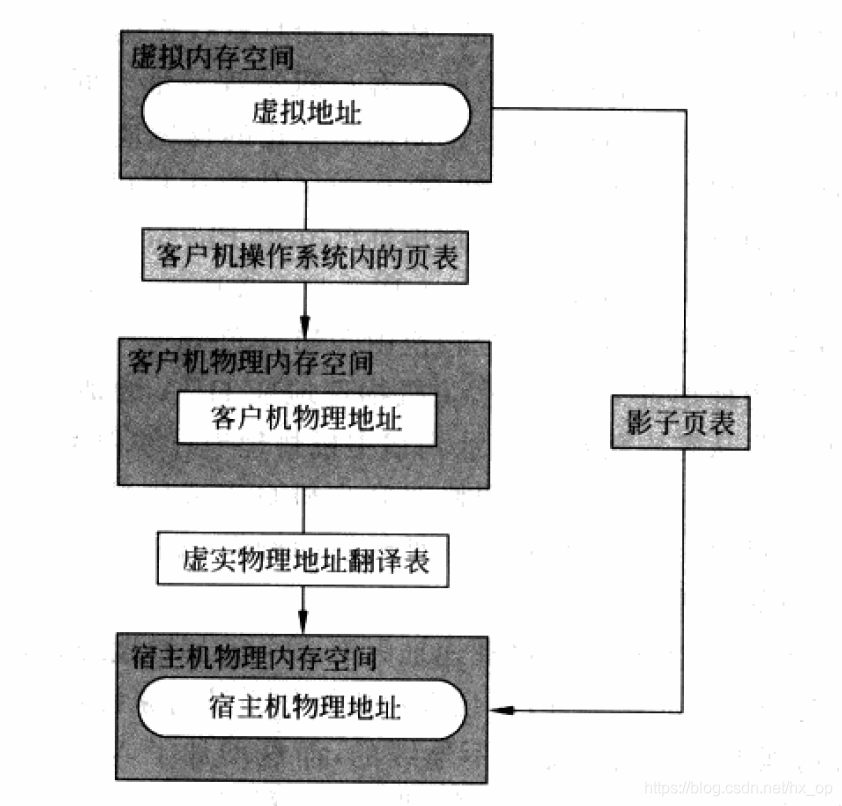 虚拟内存空间
虚拟地址
客户机操作系统内的页表
客户机物理内存空间
客户机物理地址
影子页表
虚实物理地址翻译表
宿主机物理内存空间
宿主机物理地址
https://blog.csdn.net/hx_op